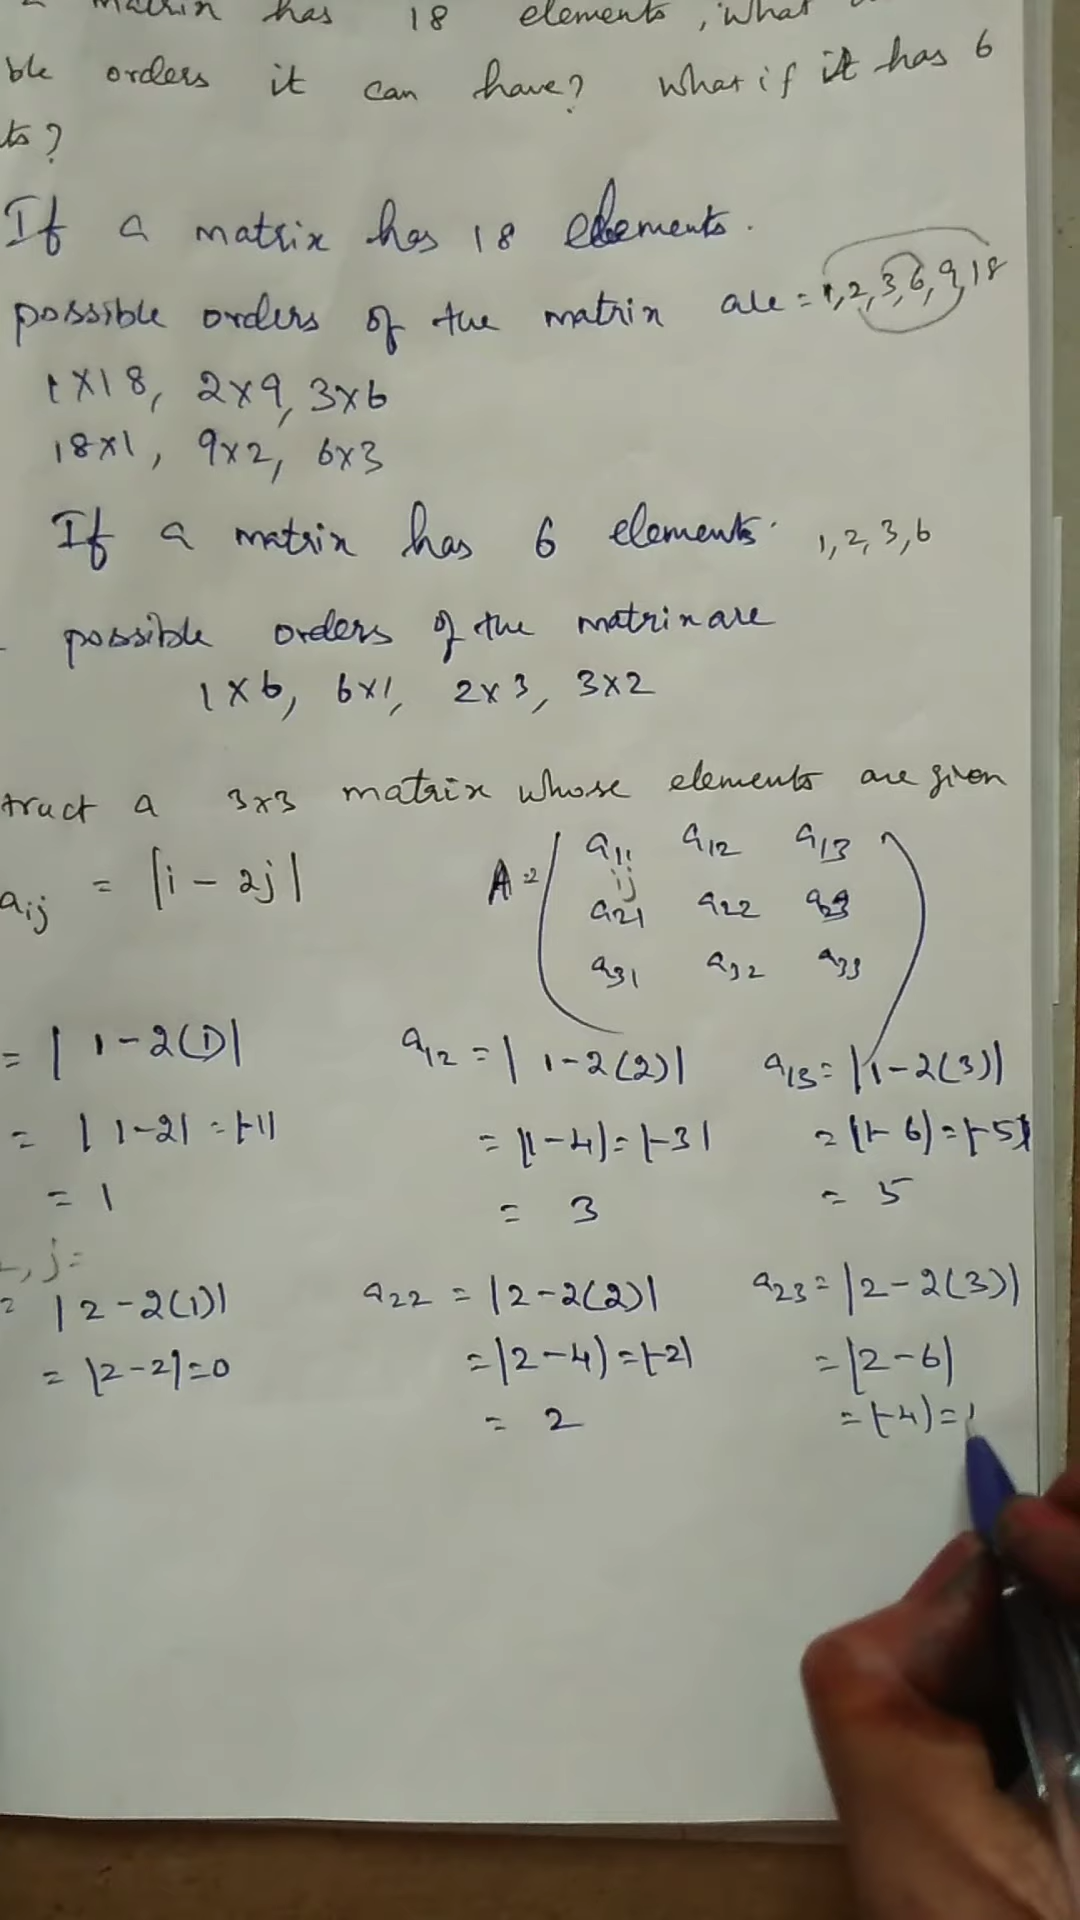 matrix has 18 elements, what
ble orders it can have? What if it has 6
ts?
If a matrix has 18 elements.
possible orders of the matrix are = 1,2,3,6,9,18
1×18, 2×9, 3×6
18×1, 9×2, 6×3
If a matrix has 6 elements. 1,2,3,6
possible orders of the matrix are
1×6, 6×1, 2×3, 3×2
truct a 3×3 matrix whose elements are given
aij = |i - 2j| A = ( a11 a12 a13
ij
a21 a22 a23
a31 a32 a33 )
= | 1-2(1)| a12 = | 1-2(2)| a13 = |1-2(3)|
= | 1-2| = |-1| = |1-4| = |-3| = |1-6| = |-5|
= 1 = 3 = 5
, j=
= |2-2(1)| a22 = |2-2(2)| a23 = |2-2(3)|
= |2-2| = 0 = |2-4| = |-2| = |2-6|
= 2 = |-4| =